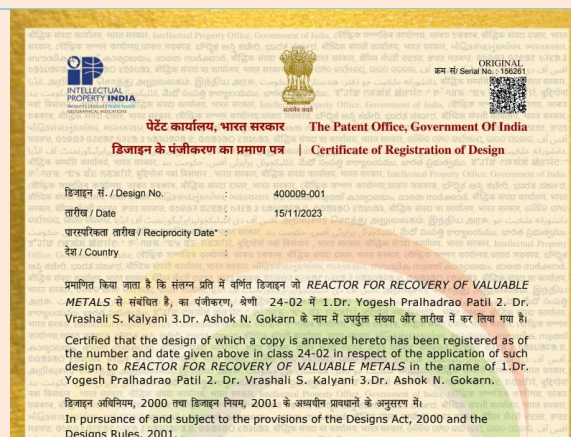 ORIGINAL
क्रम सं/ Serial No. : 156261
INTELLECTUAL
PROPERTY INDIA
PATENTS | DESIGNS | TRADE MARKS
GEOGRAPHICAL INDICATIONS
सत्यमेव जयते
पेटेंट कार्यालय, भारत सरकार The Patent Office, Government Of India
डिजाइन के पंजीकरण का प्रमाण पत्र | Certificate of Registration of Design
डिजाइन सं. / Design No. : 400009-001
तारीख / Date : 15/11/2023
पारस्परिकता तारीख / Reciprocity Date* :
देश / Country :
प्रमाणित किया जाता है कि संलग्न प्रति में वर्णित डिजाइन जो REACTOR FOR RECOVERY OF VALUABLE
METALS से संबंधित है, का पंजीकरण, श्रेणी 24-02 में 1.Dr. Yogesh Pralhadrao Patil 2. Dr.
Vrashali S. Kalyani 3.Dr. Ashok N. Gokarn के नाम में उपर्युक्त संख्या और तारीख में कर लिया गया है।
Certified that the design of which a copy is annexed hereto has been registered as of
the number and date given above in class 24-02 in respect of the application of such
design to REACTOR FOR RECOVERY OF VALUABLE METALS in the name of 1.Dr.
Yogesh Pralhadrao Patil 2. Dr. Vrashali S. Kalyani 3.Dr. Ashok N. Gokarn.
डिजाइन अधिनियम, 2000 तथा डिजाइन नियम, 2001 के अध्यधीन प्रावधानों के अनुसरण में।
In pursuance of and subject to the provisions of the Designs Act, 2000 and the
Designs Rules, 2001.